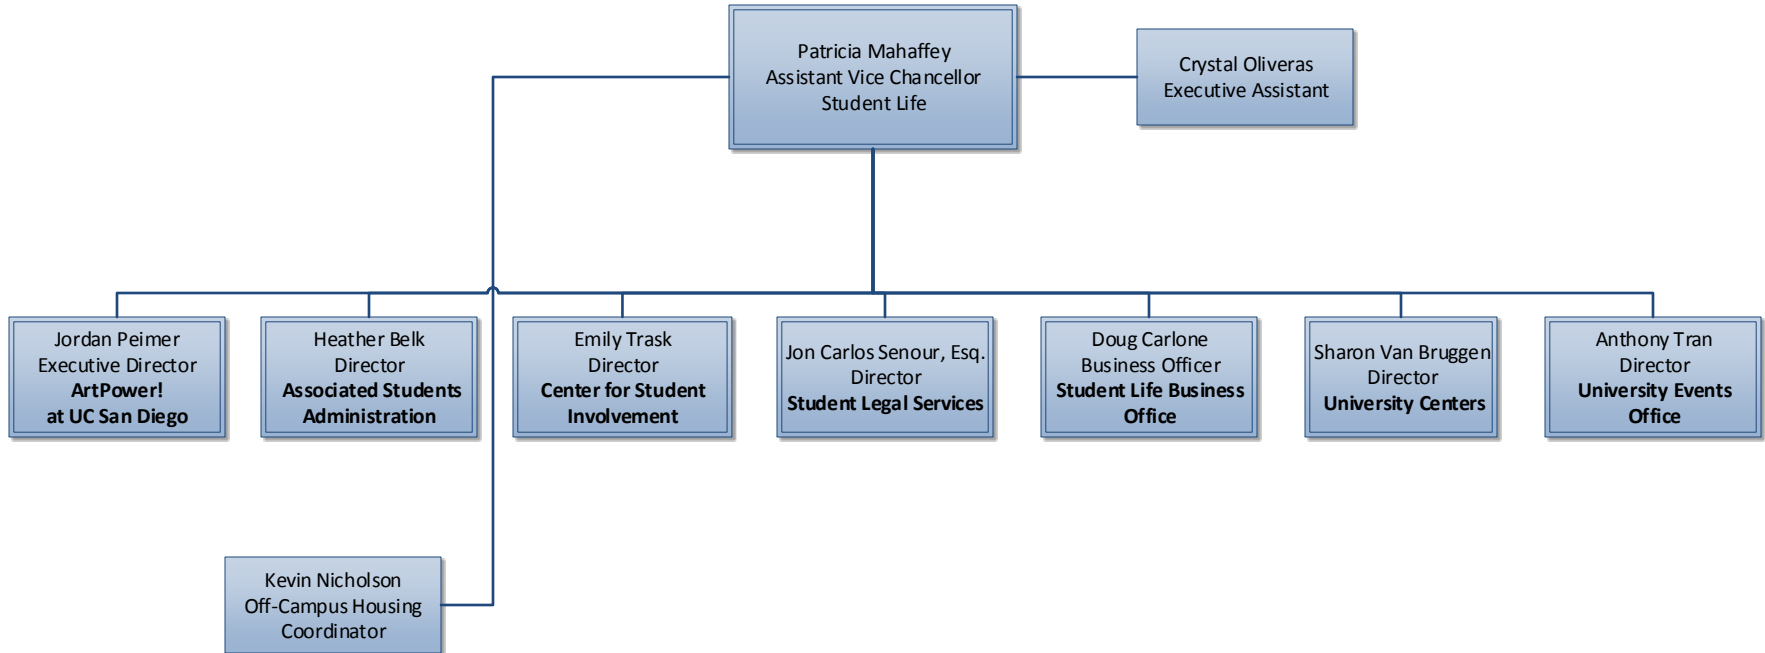 Patricia Mahaffey
Assistant Vice Chancellor
Student Life
Crystal Oliveras
Executive Assistant
Jordan Peimer
Executive Director
ArtPower!
at UC San Diego
Heather Belk
Director
Associated Students
Administration
Emily Trask
Director
Center for Student
Involvement
Jon Carlos Senour, Esq.
Director
Student Legal Services
Doug Carlone
Business Officer
Student Life Business
Office
Sharon Van Bruggen
Director
University Centers
Anthony Tran
Director
University Events
Office
Kevin Nicholson
Off-Campus Housing
Coordinator